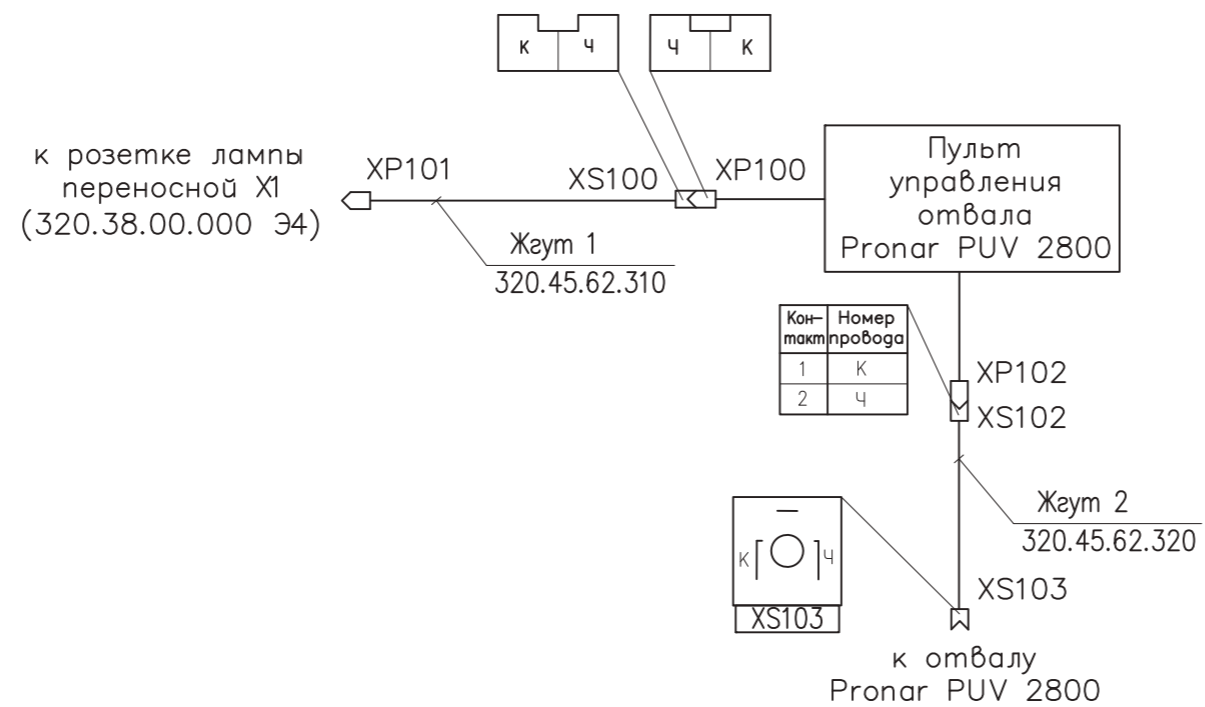 К Ч
Ч К
к розетке лампы
переносной X1
(320.38.00.000 Э4)
XP101
XS100
XP100
Пульт
управления
отвала
Pronar PUV 2800
Жгут 1
320.45.62.310
Кон-
такт
Номер
провода
1 К
2 Ч
XP102
XS102
Жгут 2
320.45.62.320
К Ч
XS103
XS103
к отвалу
Pronar PUV 2800